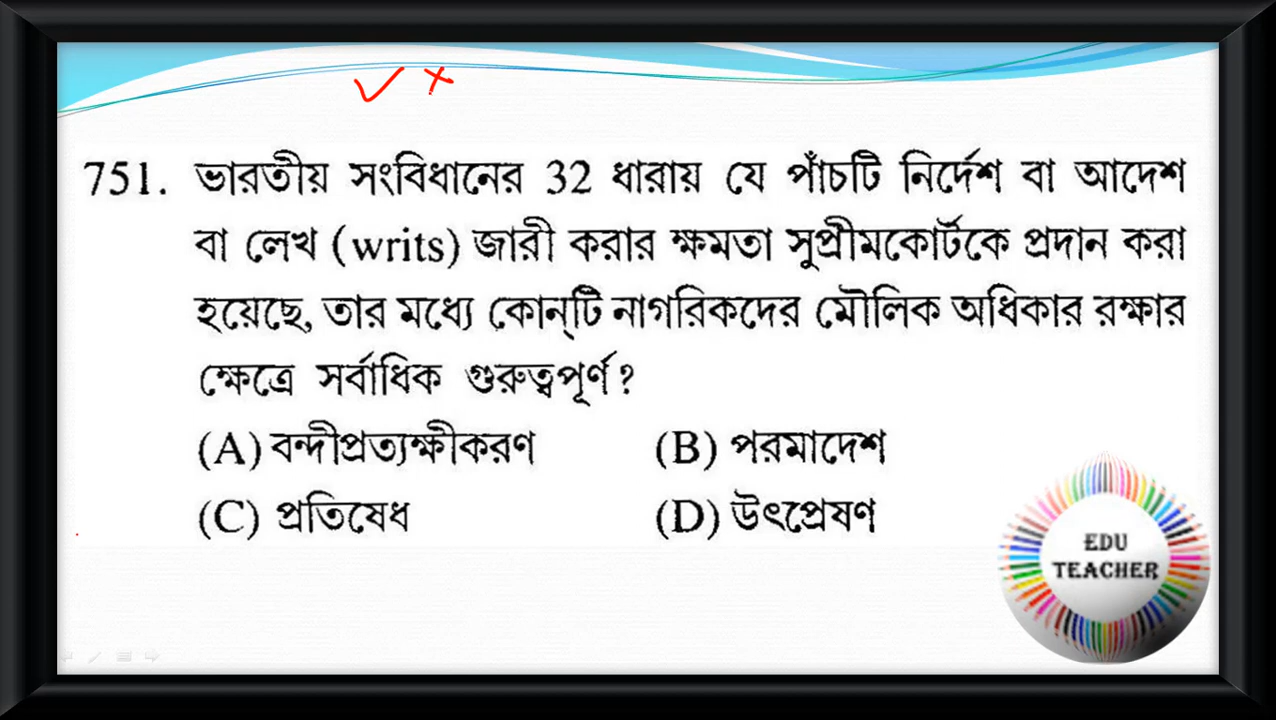 751. ভারতীয় সংবিধানের 32 ধারায় যে পাঁচটি নির্দেশ বা আদেশ
বা লেখ (writs) জারী করার ক্ষমতা সুপ্রীমকোর্টকে প্রদান করা
হয়েছে, তার মধ্যে কোন্‌টি নাগরিকদের মৌলিক অধিকার রক্ষার
ক্ষেত্রে সর্বাধিক গুরুত্বপূর্ণ?
(A) বন্দীপ্রত্যক্ষীকরণ (B) পরমাদেশ
(C) প্রতিষেধ (D) উৎপ্রেষণ
EDU
TEACHER